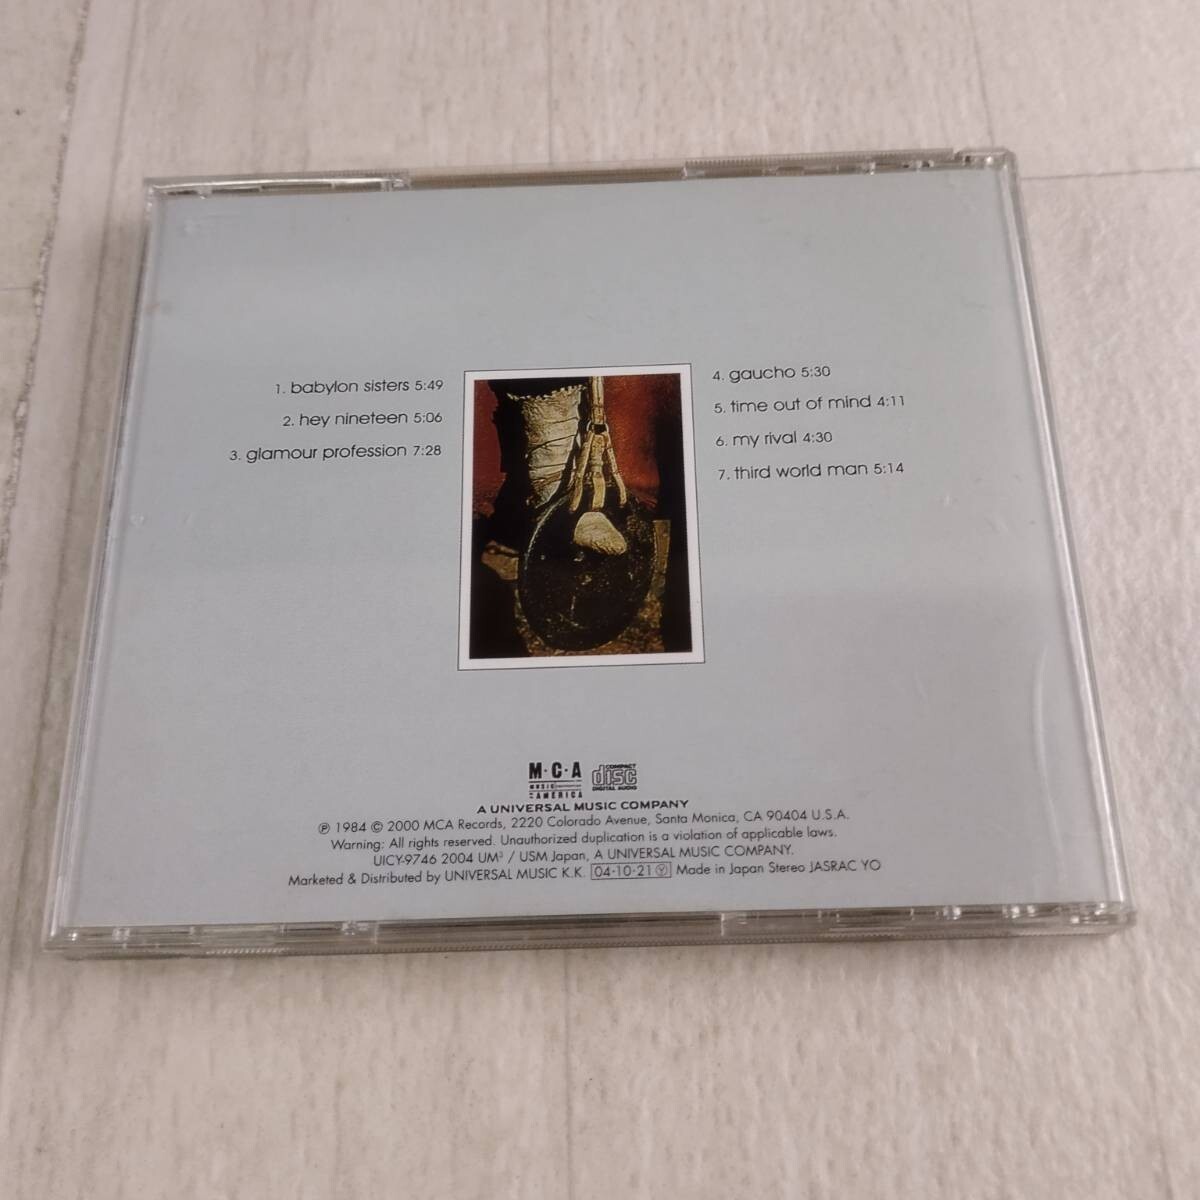 1. babylon sisters 5:49
2. hey nineteen 5:06
3. glamour profession 7:28
4. gaucho 5:30
5. time out of mind 4:11
6. my rival 4:30
7. third world man 5:14
M·C·A
MUSIC
AMERICA
COMPACT
disc
DIGITAL AUDIO
A UNIVERSAL MUSIC COMPANY
℗ 1984 © 2000 MCA Records, 2220 Colorado Avenue, Santa Monica, CA 90404 U.S.A.
Warning: All rights reserved. Unauthorized duplication is a violation of applicable laws.
UICY-9746 2004 UM³ / USM Japan, A UNIVERSAL MUSIC COMPANY.
Marketed & Distributed by UNIVERSAL MUSIC K.K. 04·10·21 Ⓨ Made in Japan Stereo JASRAC YO